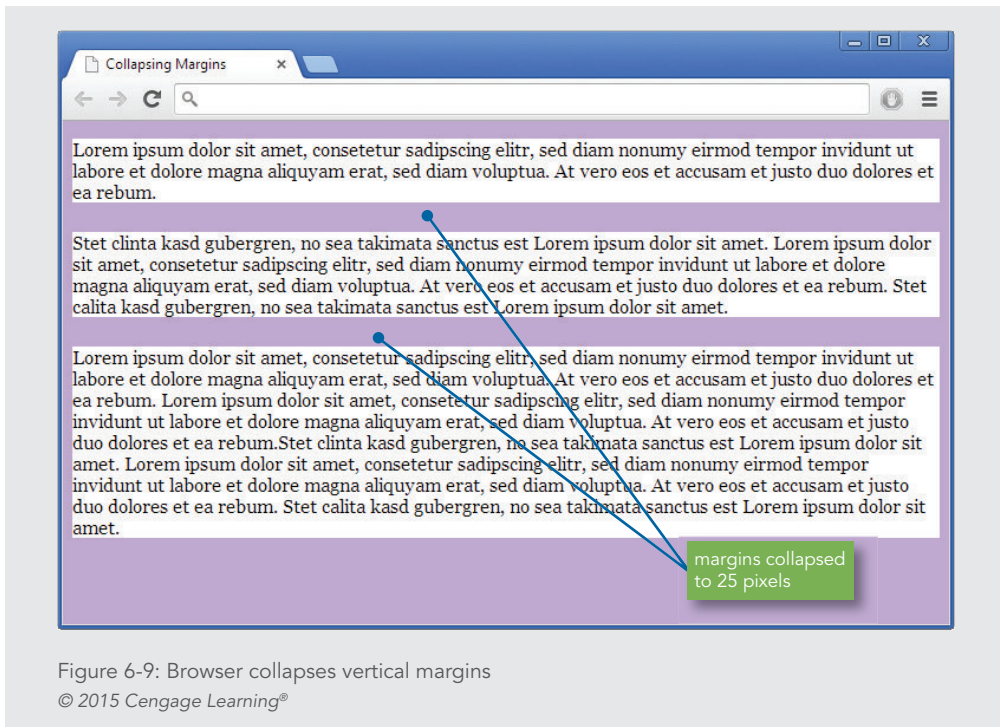 Collapsing Margins
Lorem ipsum dolor sit amet, consetetur sadipscing elitr, sed diam nonumy eirmod tempor invidunt ut
labore et dolore magna aliquyam erat, sed diam voluptua. At vero eos et accusam et justo duo dolores et
ea rebum.
Stet clinta kasd gubergren, no sea takimata sanctus est Lorem ipsum dolor sit amet. Lorem ipsum dolor
sit amet, consetetur sadipscing elitr, sed diam nonumy eirmod tempor invidunt ut labore et dolore
magna aliquyam erat, sed diam voluptua. At vero eos et accusam et justo duo dolores et ea rebum. Stet
calita kasd gubergren, no sea takimata sanctus est Lorem ipsum dolor sit amet.
Lorem ipsum dolor sit amet, consetetur sadipscing elitr, sed diam nonumy eirmod tempor invidunt ut
labore et dolore magna aliquyam erat, sed diam voluptua. At vero eos et accusam et justo duo dolores et
ea rebum. Lorem ipsum dolor sit amet, consetetur sadipscing elitr, sed diam nonumy eirmod tempor
invidunt ut labore et dolore magna aliquyam erat, sed diam voluptua. At vero eos et accusam et justo
duo dolores et ea rebum.Stet clinta kasd gubergren, no sea takimata sanctus est Lorem ipsum dolor sit
amet. Lorem ipsum dolor sit amet, consetetur sadipscing elitr, sed diam nonumy eirmod tempor
invidunt ut labore et dolore magna aliquyam erat, sed diam voluptua. At vero eos et accusam et justo
duo dolores et ea rebum. Stet calita kasd gubergren, no sea takimata sanctus est Lorem ipsum dolor sit
amet.
margins collapsed
to 25 pixels
Figure 6-9: Browser collapses vertical margins
© 2015 Cengage Learning®